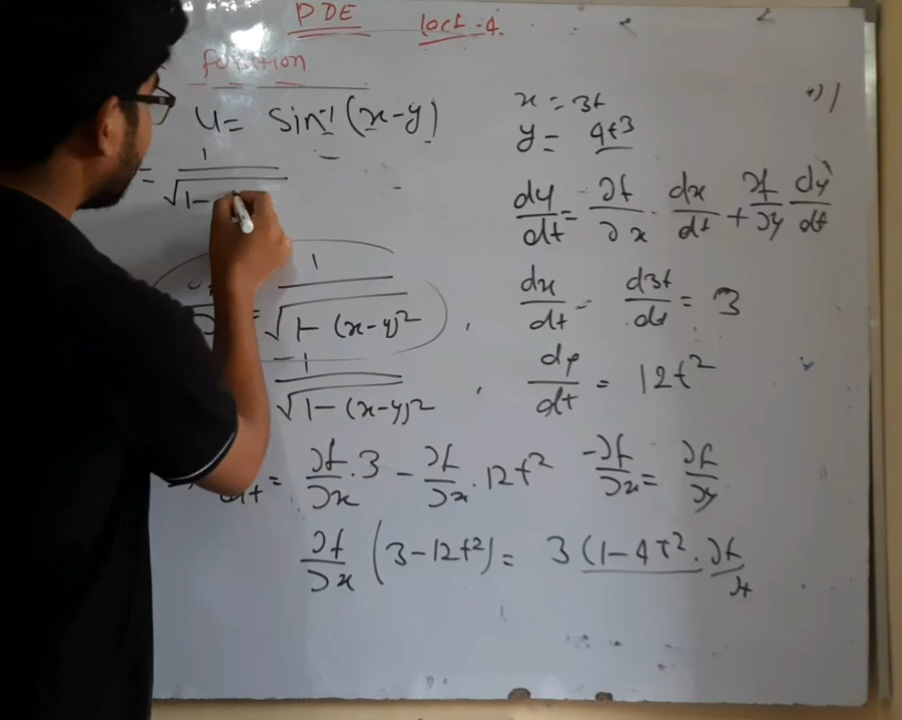 PDE Lect-4.
function
u = sin⁻¹(x-y)
x = 3t
y = 4t3
= 1/√1-
dy/dt = ∂f/∂x · dx/dt + ∂f/∂y dy/dt
= 1/√1-(x-y)², dx/dt = d3t/dt = 3
-1/√1-(x-y)², dy/dt = 12t²
= ∂f/∂x · 3 - ∂f/∂x · 12t² -∂f/∂x = ∂f/∂y
∂f/∂x (3-12t²) = 3 (1-4t² · ∂f/∂x